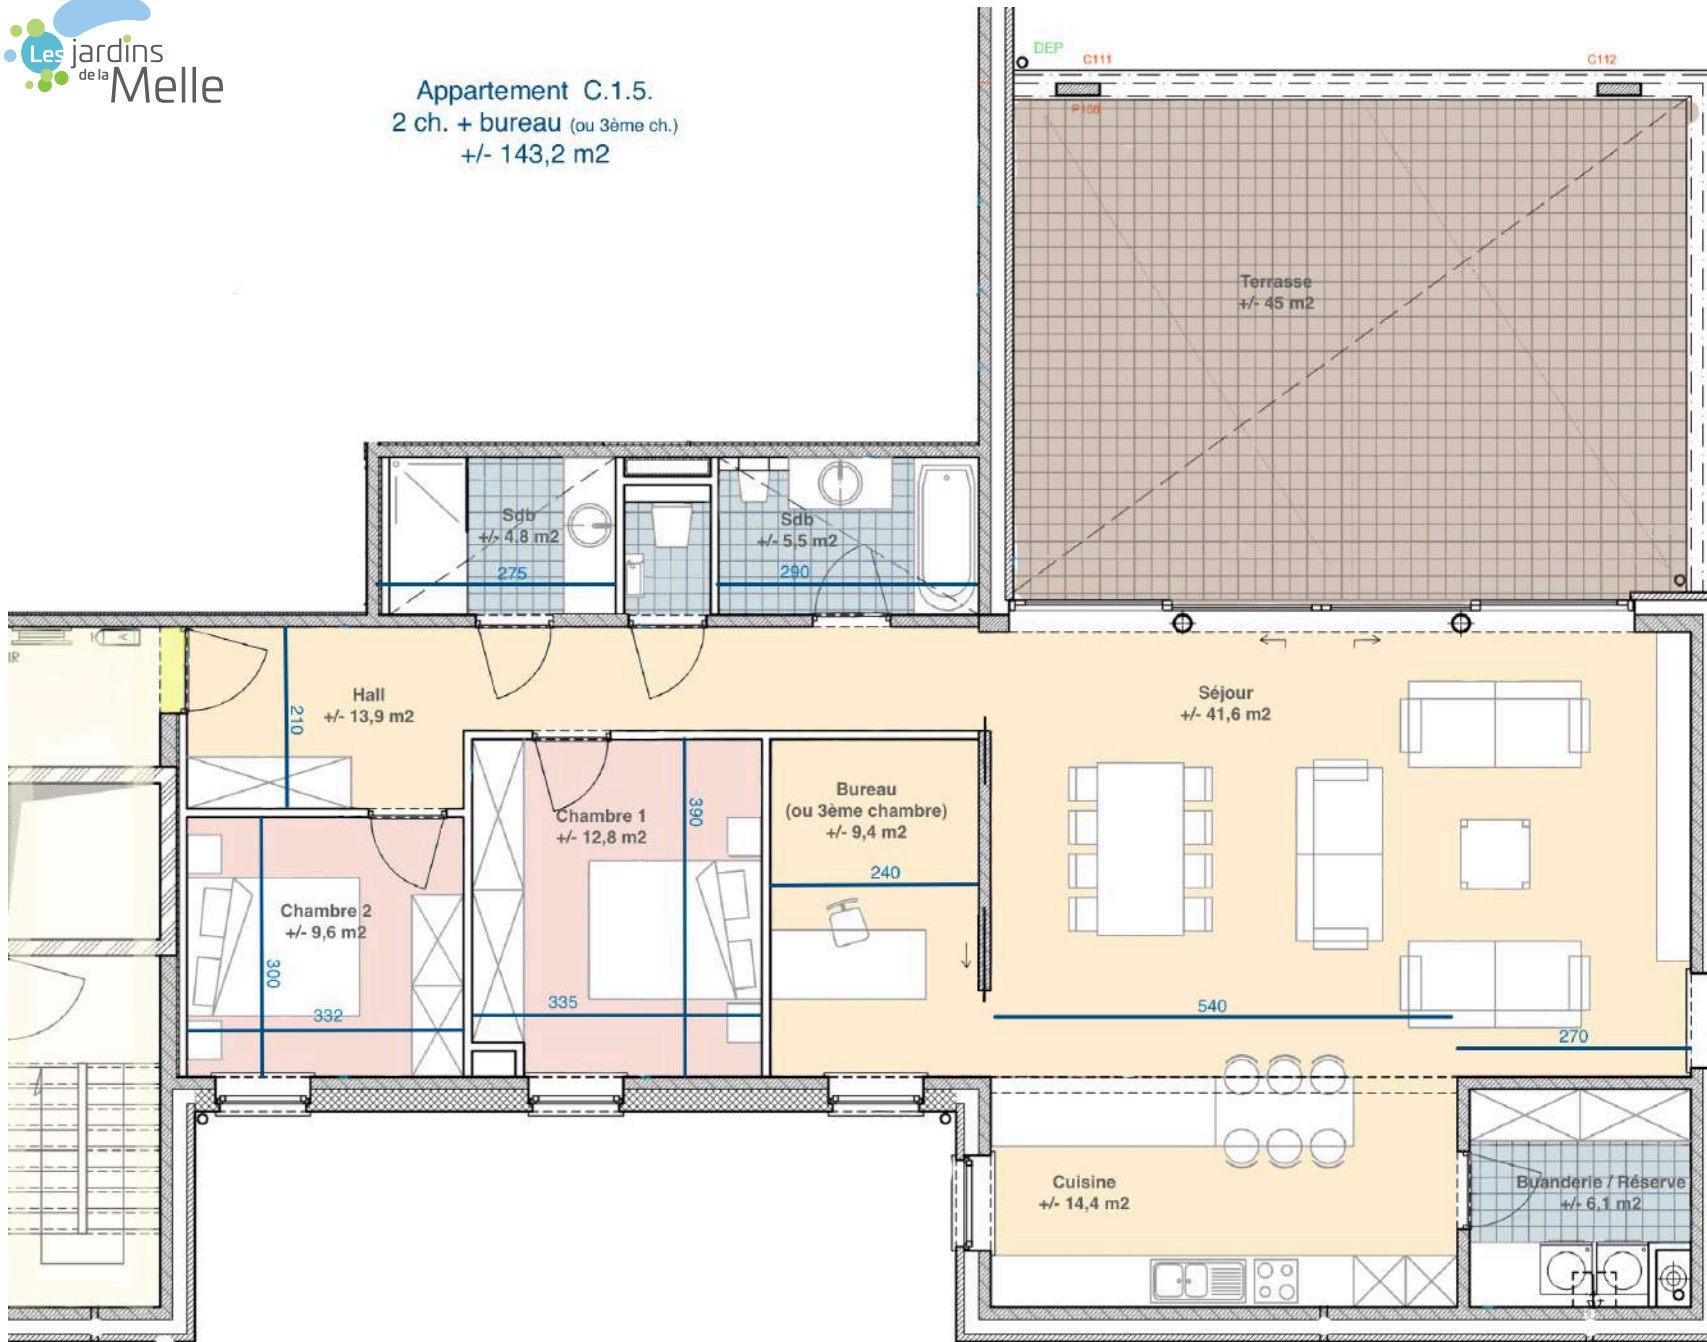 Les jardins
de la Melle
Appartement C.1.5.
2 ch. + bureau (ou 3ème ch.)
+/- 143,2 m2
DEP
C111
C112
P108
Terrasse
+/- 45 m2
Sdb
+/- 4.8 m2
275
Sdb
+/- 5,5 m2
290
Hall
+/- 13,9 m2
210
Séjour
+/- 41,6 m2
Chambre 1
+/- 12,8 m2
390
335
Bureau
(ou 3ème chambre)
+/- 9,4 m2
240
Chambre 2
+/- 9,6 m2
300
332
540
270
Cuisine
+/- 14,4 m2
Buanderie / Réserve
+/- 6,1 m2